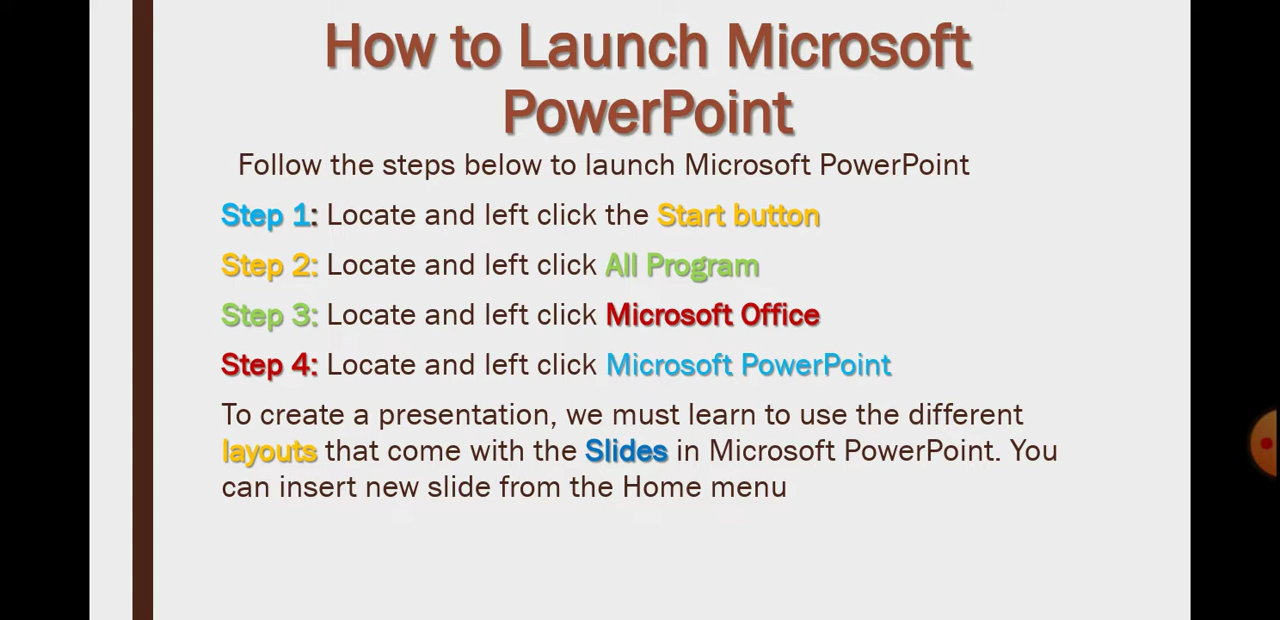 How to Launch Microsoft
PowerPoint
Follow the steps below to launch Microsoft PowerPoint
Step 1: Locate and left click the Start button
Step 2: Locate and left click All Program
Step 3: Locate and left click Microsoft Office
Step 4: Locate and left click Microsoft PowerPoint
To create a presentation, we must learn to use the different
layouts that come with the Slides in Microsoft PowerPoint. You
can insert new slide from the Home menu